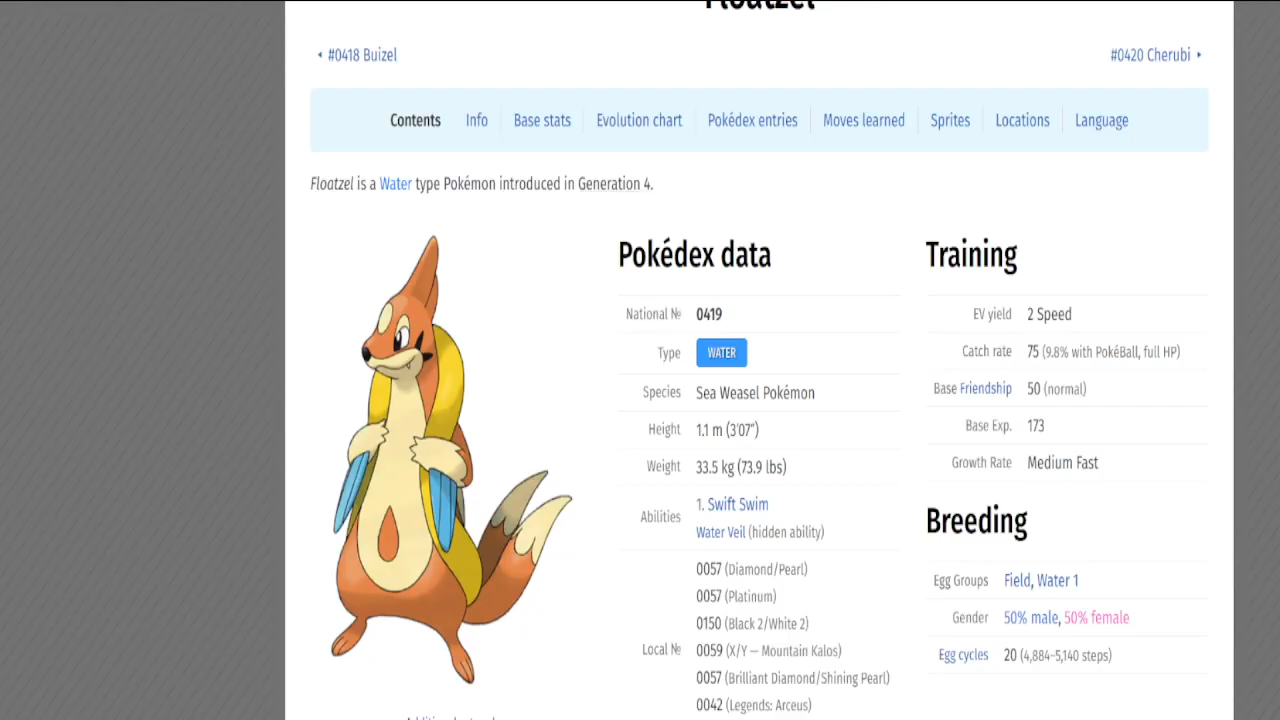 Floatzel
#0418 Buizel
#0420 Cherubi
Contents Info Base stats Evolution chart Pokédex entries Moves learned Sprites Locations Language
Floatzel is a Water type Pokémon introduced in Generation 4.
Pokédex data
National № 0419
Type WATER
Species Sea Weasel Pokémon
Height 1.1 m (3′07″)
Weight 33.5 kg (73.9 lbs)
Abilities 1. Swift Swim
Water Veil (hidden ability)
Local № 0057 (Diamond/Pearl)
0057 (Platinum)
0150 (Black 2/White 2)
0059 (X/Y — Mountain Kalos)
0057 (Brilliant Diamond/Shining Pearl)
0042 (Legends: Arceus)
Training
EV yield 2 Speed
Catch rate 75 (9.8% with PokéBall, full HP)
Base Friendship 50 (normal)
Base Exp. 173
Growth Rate Medium Fast
Breeding
Egg Groups Field, Water 1
Gender 50% male, 50% female
Egg cycles 20 (4,884–5,140 steps)